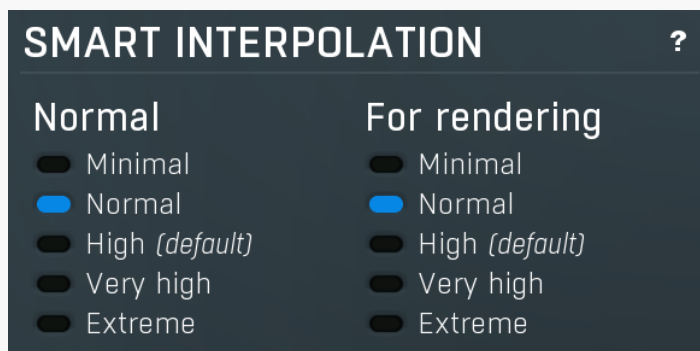 SMART INTERPOLATION ?
Normal
Minimal
Normal
High (default)
Very high
Extreme
For rendering
Minimal
Normal
High (default)
Very high
Extreme